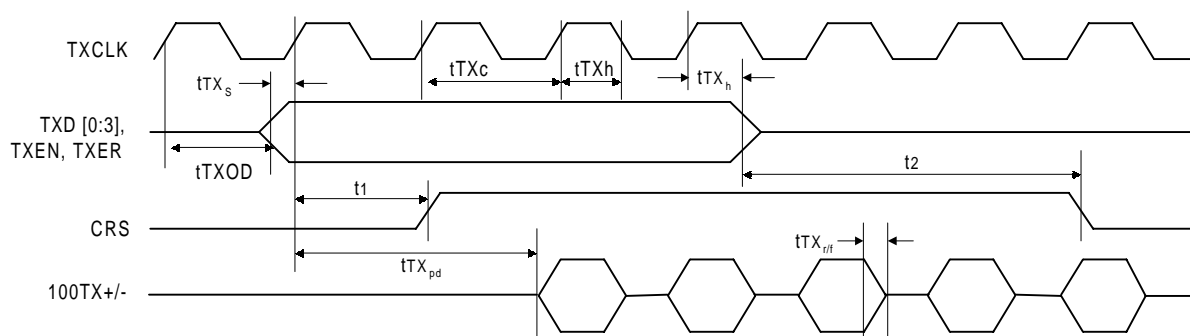 TXCLK
tTXc
tTXh
tTXs
tTXh
TXD [0:3],
TXEN, TXER
tTXOD
t1
t2
CRS
tTXr/f
tTXpd
100TX+/-